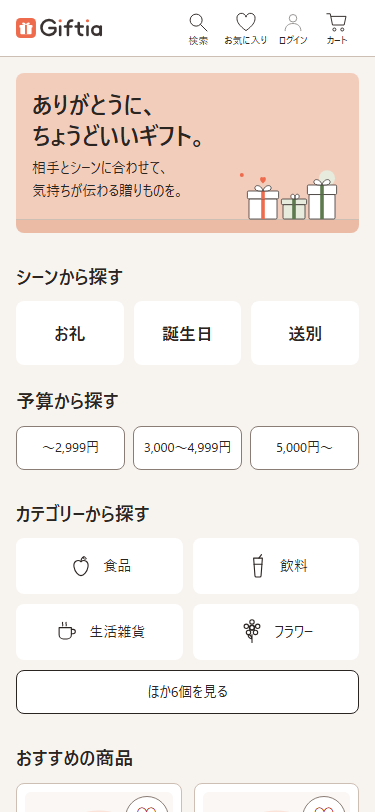 Giftia
検索
お気に入り
ログイン
カート
ありがとうに、
ちょうどいいギフト。
相手とシーンに合わせて、
気持ちが伝わる贈りものを。
シーンから探す
お礼
誕生日
送別
予算から探す
〜2,999円
3,000〜4,999円
5,000円〜
カテゴリーから探す
食品
飲料
生活雑貨
フラワー
ほか6個を見る
おすすめの商品